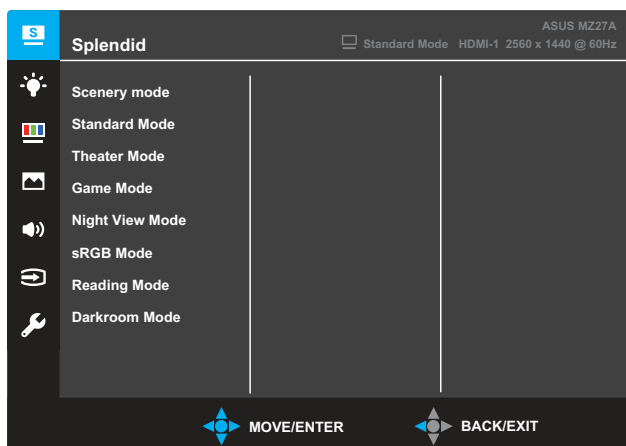 S
ASUS MZ27A
Splendid
Standard Mode HDMI-1 2560 x 1440 @ 60Hz
Scenery mode
Standard Mode
Theater Mode
Game Mode
Night View Mode
sRGB Mode
Reading Mode
Darkroom Mode
MOVE/ENTER BACK/EXIT